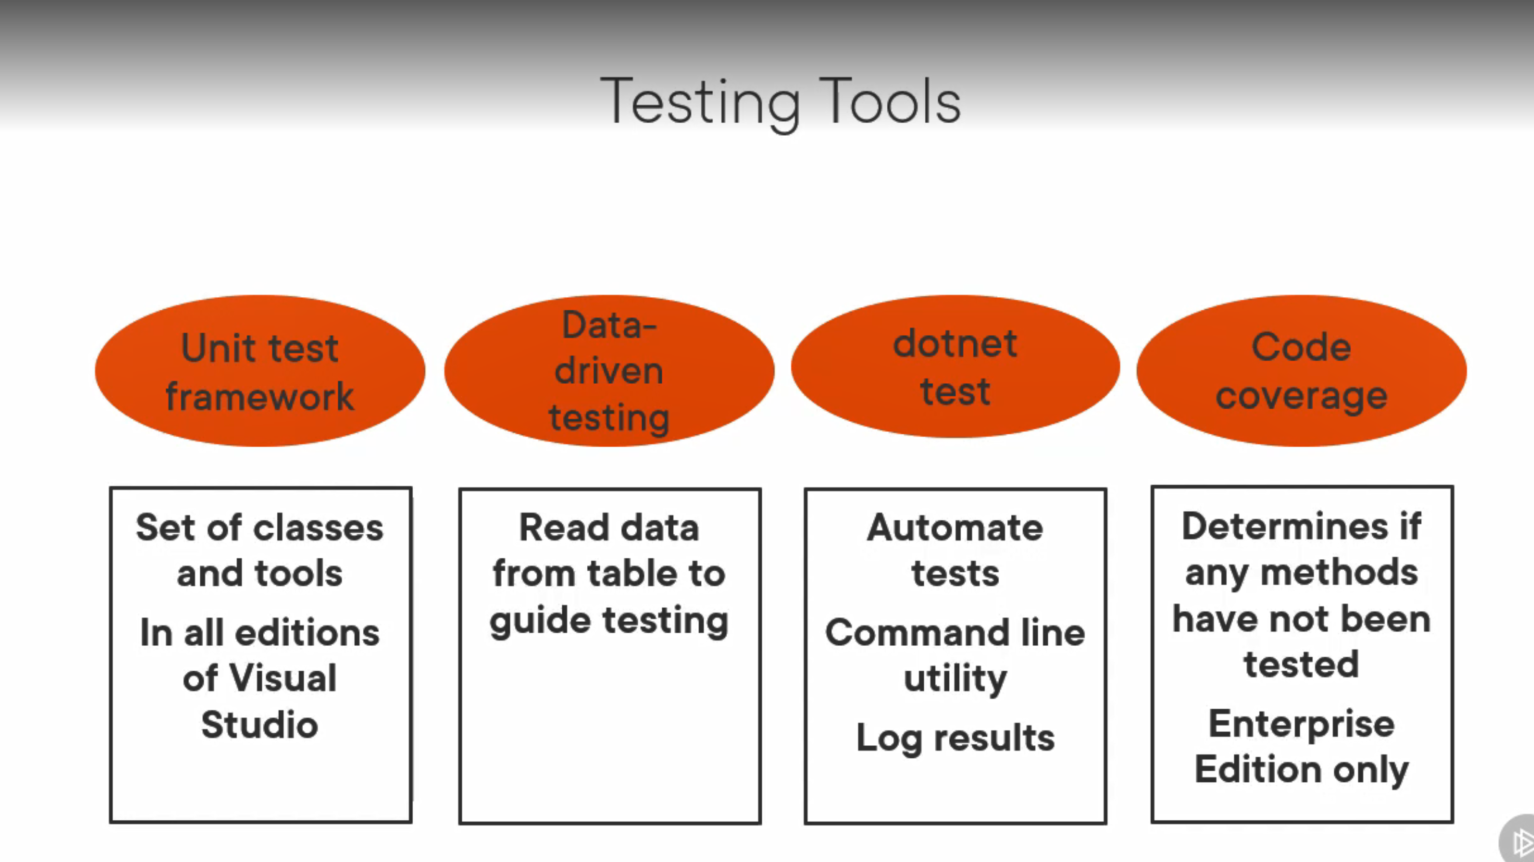 Testing Tools
Unit test
framework
Data-
driven
testing
dotnet
test
Code
coverage
Set of classes
and tools
In all editions
of Visual
Studio
Read data
from table to
guide testing
Automate
tests
Command line
utility
Log results
Determines if
any methods
have not been
tested
Enterprise
Edition only